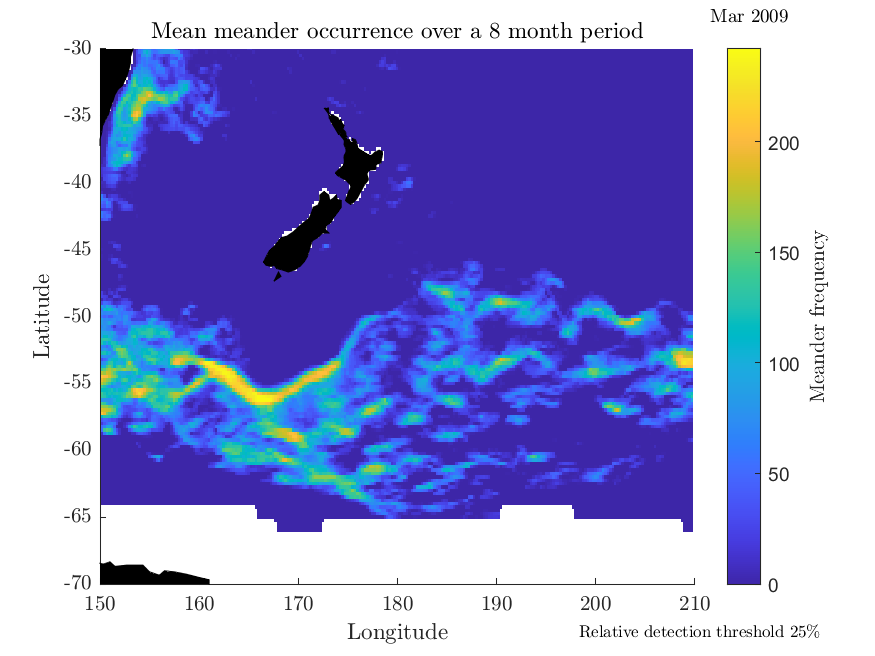 Mar 2009
Mean meander occurrence over a 8 month period
-30
-35
-40
-45
-50
-55
-60
-65
-70
Latitude
150 160 170 180 190 200 210
Longitude
200
150
100
50
0
Meander frequency
Relative detection threshold 25%